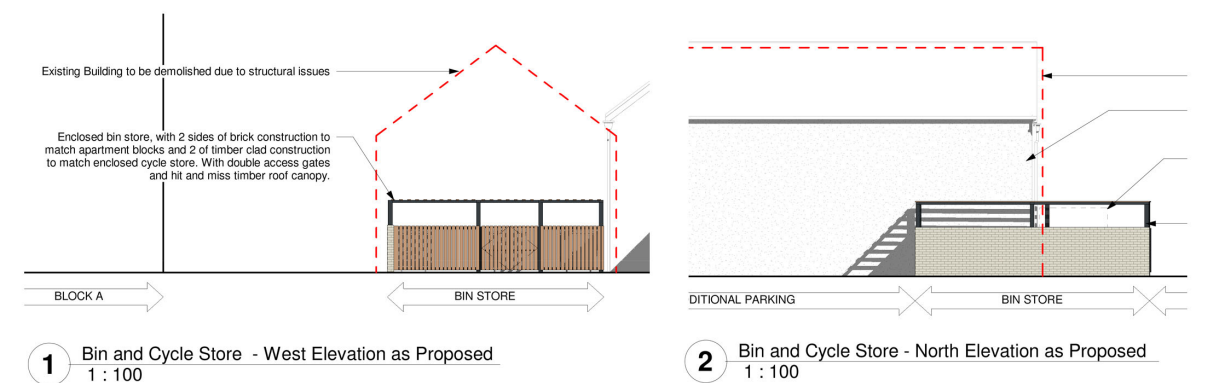 Existing Building to be demolished due to structural issues
Enclosed bin store, with 2 sides of brick construction to
match apartment blocks and 2 of timber clad construction
to match enclosed cycle store. With double access gates
and hit and miss timber roof canopy.
BLOCK A
BIN STORE
1 Bin and Cycle Store - West Elevation as Proposed
1 : 100
DITIONAL PARKING
BIN STORE
2 Bin and Cycle Store - North Elevation as Proposed
1 : 100